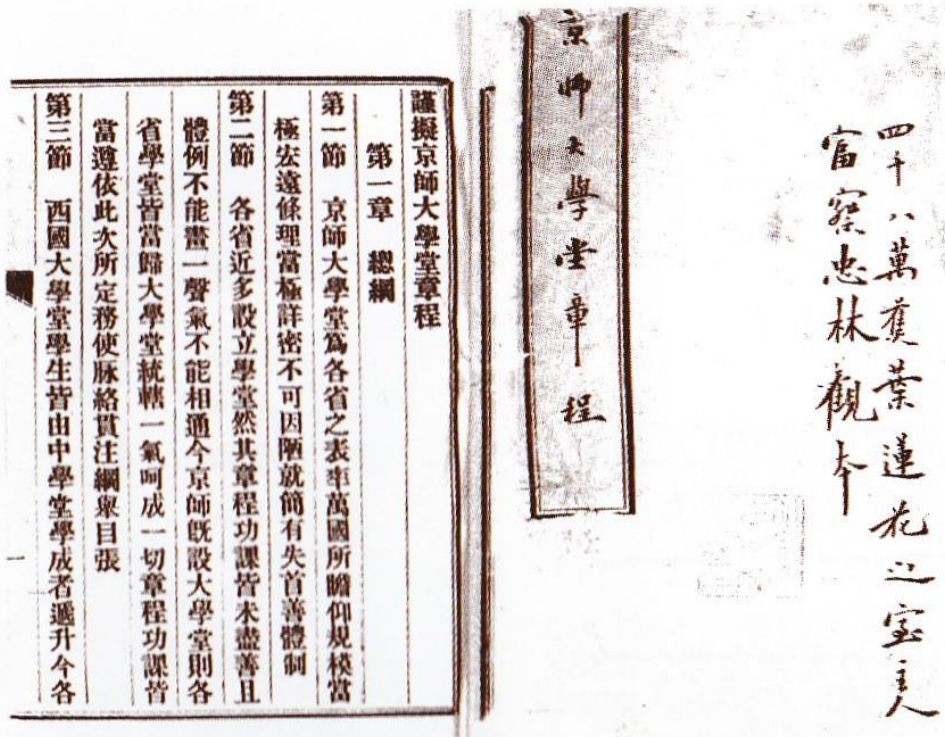 四十八萬葉蓮花之室主人
富察忠林觀本
京師大學堂章程
謹擬京師大學堂章程
第一章 總綱
第一節 京師大學堂爲各省之表率萬國所瞻仰規模當
極宏遠條理當極詳密不可因陋就簡有失首善體制
第二節 各省近多設立學堂然其章程功課皆未盡善且
體例不能畫一聲氣不能相通今京師既設大學堂則各
省學堂皆當歸大學堂統轄一氣呵成一切章程功課皆
當遵依此次所定務使脈絡貫注綱舉目張
第三節 西國大學堂學生皆由中學堂學成者遞升今各
一